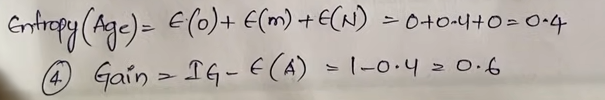 Entropy(Age) = E(O) + E(m) + E(N) = 0+0.4+0 = 0.4
④ Gain = IG - E(A) = 1-0.4 = 0.6